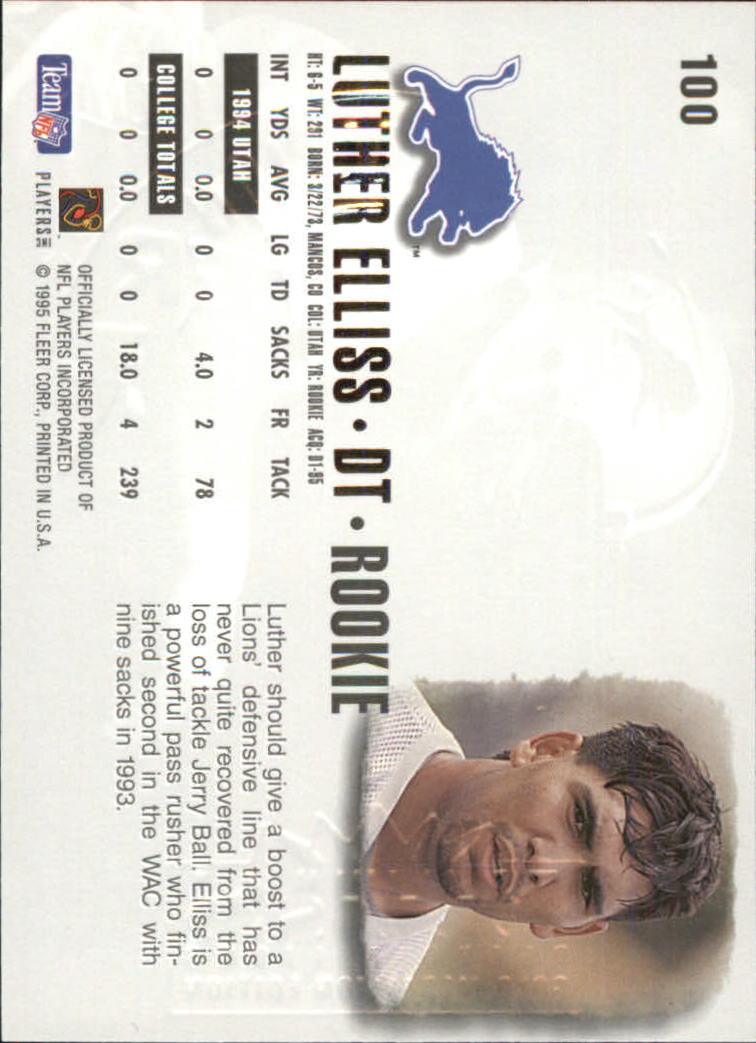 100
™
LUTHER ELLISS • DT • ROOKIE
HT: 6-5 WT: 291 BORN: 3/22/73, MANCOS, CO COL: UTAH YR: ROOKIE ACQ: D1-95
INT YDS AVG LG TD SACKS FR TACK
1994 UTAH
0 0 0.0 0 0 4.0 2 78
COLLEGE TOTALS
0 0 0.0 0 0 18.0 4 239
Luther should give a boost to a
Lions' defensive line that has
never quite recovered from the
loss of tackle Jerry Ball. Elliss is
a powerful pass rusher who fin-
ished second in the WAC with
nine sacks in 1993.
Team NFL
PLAYERS
OFFICIALLY LICENSED PRODUCT OF
NFL PLAYERS INCORPORATED
© 1995 FLEER CORP., PRINTED IN U.S.A.